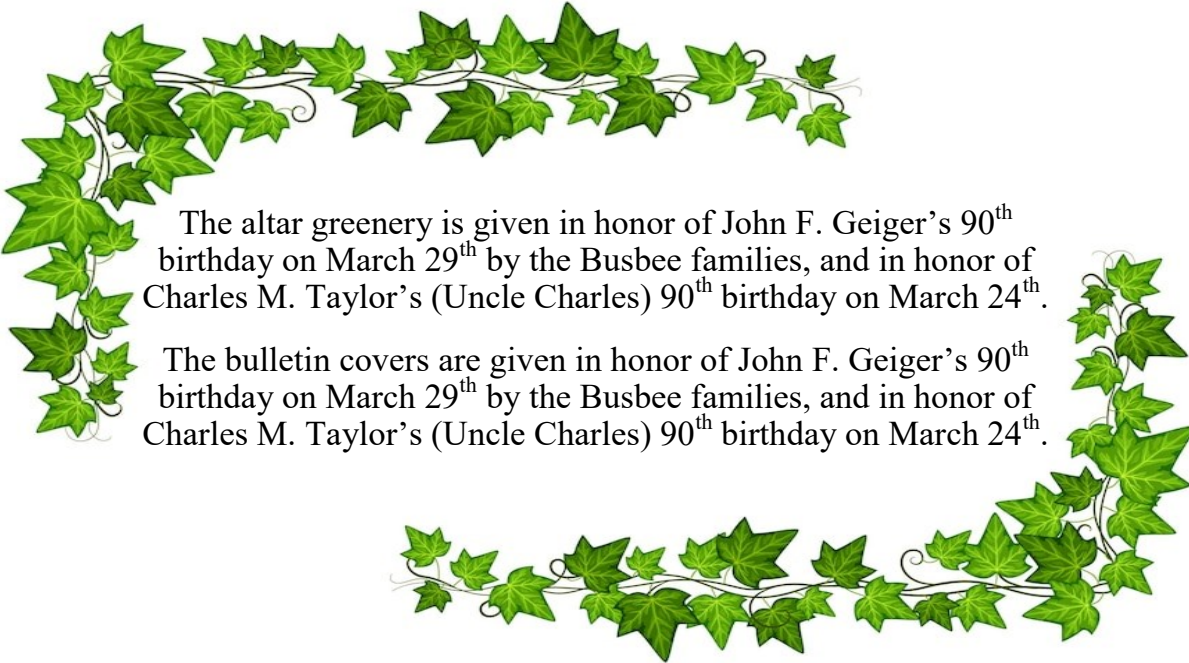 The altar greenery is given in honor of John F. Geiger’s 90th
birthday on March 29th by the Busbee families, and in honor of
Charles M. Taylor’s (Uncle Charles) 90th birthday on March 24th.
The bulletin covers are given in honor of John F. Geiger’s 90th
birthday on March 29th by the Busbee families, and in honor of
Charles M. Taylor’s (Uncle Charles) 90th birthday on March 24th.